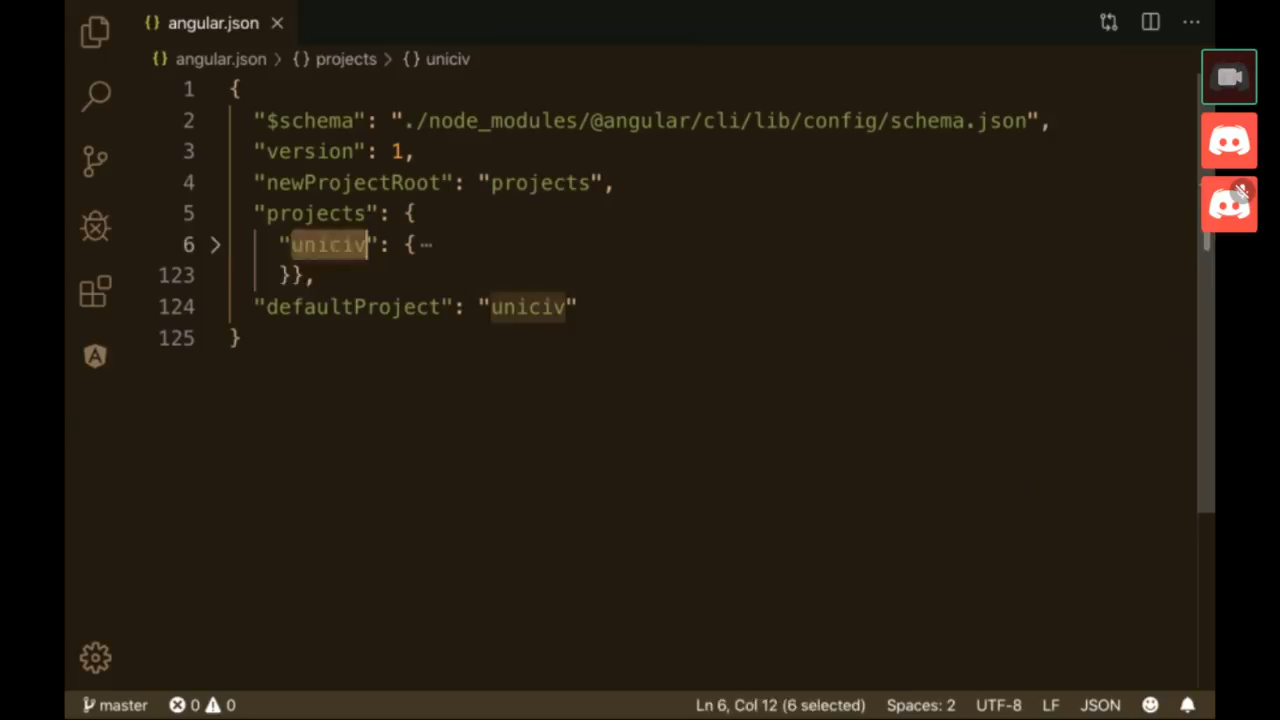 {} angular.json ×
{} angular.json > {} projects > {} uniciv
1 {
2 "$schema": "./node_modules/@angular/cli/lib/config/schema.json",
3 "version": 1,
4 "newProjectRoot": "projects",
5 "projects": {
6 "uniciv": {⋯
123 }},
124 "defaultProject": "uniciv"
125 }
master 0 0 Ln 6, Col 12 (6 selected) Spaces: 2 UTF-8 LF JSON